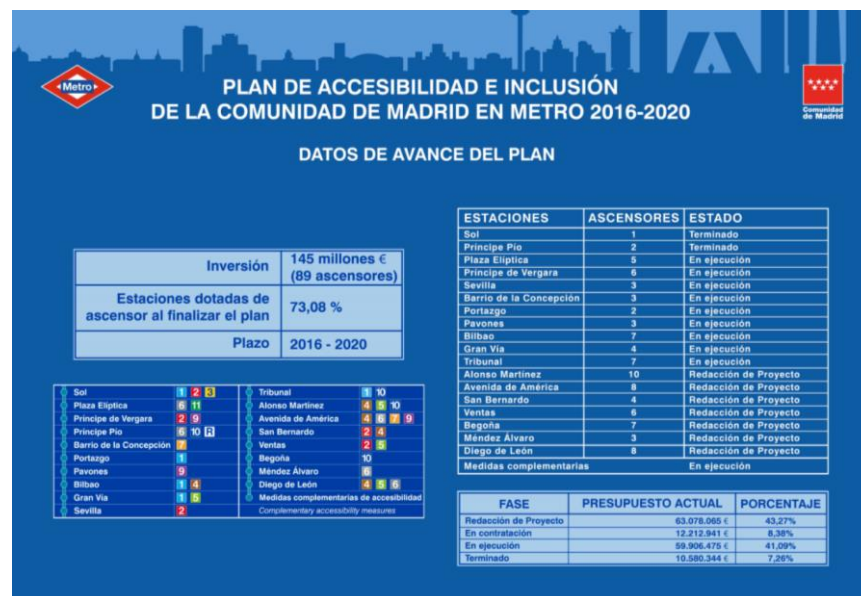 Metro
Comunidad
de Madrid
PLAN DE ACCESIBILIDAD E INCLUSIÓN
DE LA COMUNIDAD DE MADRID EN METRO 2016-2020
DATOS DE AVANCE DEL PLAN
Inversión 145 millones €
(89 ascensores)
Estaciones dotadas de
ascensor al finalizar el plan 73,08 %
Plazo 2016 - 2020
Sol 1 2 3
Plaza Elíptica 6 11
Príncipe de Vergara 2 9
Príncipe Pío 6 10 R
Barrio de la Concepción 7
Portazgo 1
Pavones 9
Bilbao 1 4
Gran Vía 1 5
Sevilla 2
Tribunal 1 10
Alonso Martínez 4 5 10
Avenida de América 4 6 7 9
San Bernardo 2 4
Ventas 2 5
Begoña 10
Méndez Álvaro 6
Diego de León 4 5 6
Medidas complementarias de accesibilidad
Complementary accessibility measures
ESTACIONES ASCENSORES ESTADO
Sol 1 Terminado
Príncipe Pío 2 Terminado
Plaza Elíptica 5 En ejecución
Príncipe de Vergara 6 En ejecución
Sevilla 3 En ejecución
Barrio de la Concepción 3 En ejecución
Portazgo 2 En ejecución
Pavones 3 En ejecución
Bilbao 7 En ejecución
Gran Vía 4 En ejecución
Tribunal 7 En ejecución
Alonso Martínez 10 Redacción de Proyecto
Avenida de América 8 Redacción de Proyecto
San Bernardo 4 Redacción de Proyecto
Ventas 6 Redacción de Proyecto
Begoña 7 Redacción de Proyecto
Méndez Álvaro 3 Redacción de Proyecto
Diego de León 8 Redacción de Proyecto
Medidas complementarias En ejecución
FASE PRESUPUESTO ACTUAL PORCENTAJE
Redacción de Proyecto 63.078.065 € 43,27%
En contratación 12.212.941 € 8,38%
En ejecución 59.906.475 € 41,09%
Terminado 10.580.344 € 7,26%